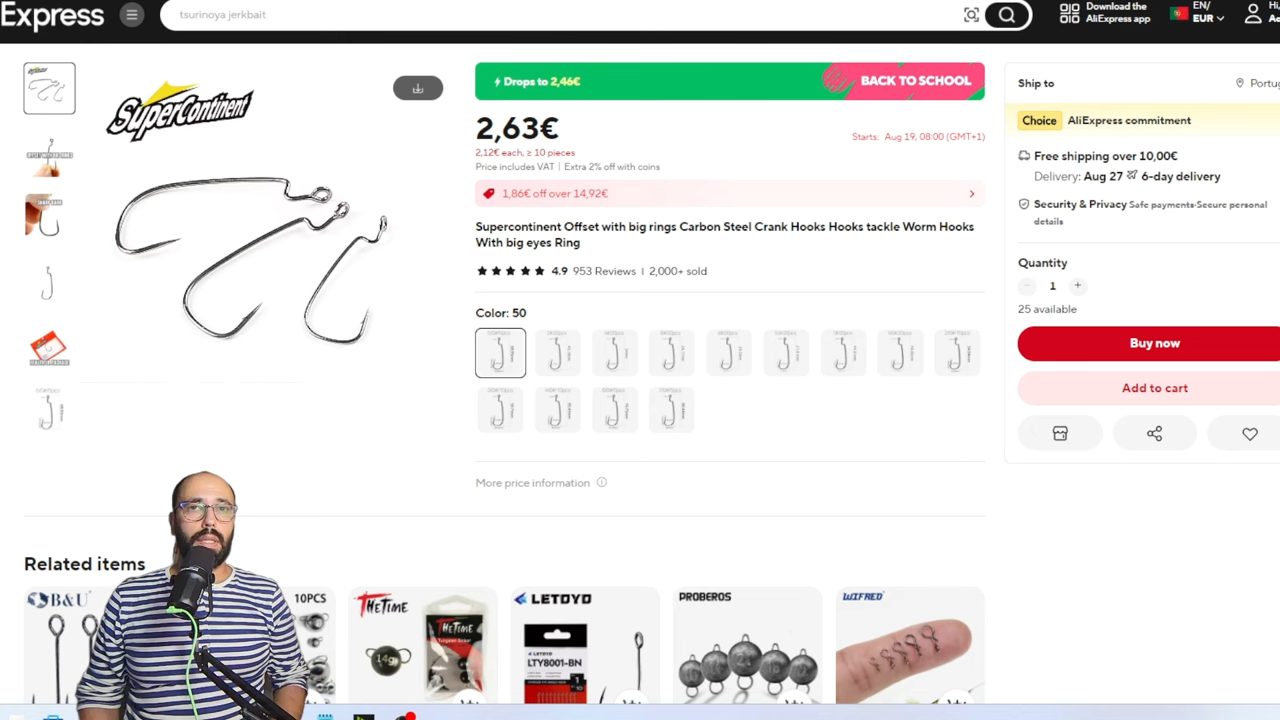 Express
tsurinoya jerkbait
Download the
AliExpress app
EN/
EUR
Hi,
SuperContinent
Drops to 2,46€
BACK TO SCHOOL
2,63€
Starts: Aug 19, 08:00 (GMT+1)
2,12€ each, ≥ 10 pieces
Price includes VAT | Extra 2% off with coins
1,86€ off over 14,92€
Supercontinent Offset with big rings Carbon Steel Crank Hooks Hooks tackle Worm Hooks
With big eyes Ring
4.9 953 Reviews | 2,000+ sold
Color: 50
More price information
Ship to
Portug
Choice AliExpress commitment
Free shipping over 10,00€
Delivery: Aug 27 6-day delivery
Security & Privacy Safe payments·Secure personal
details
Quantity
1
25 available
Buy now
Add to cart
Related items
B&U
10PCS
THETIME
THETIME
14g
LETOYO
LETOYO
LTY8001-BN
PROBEROS
WIFRED